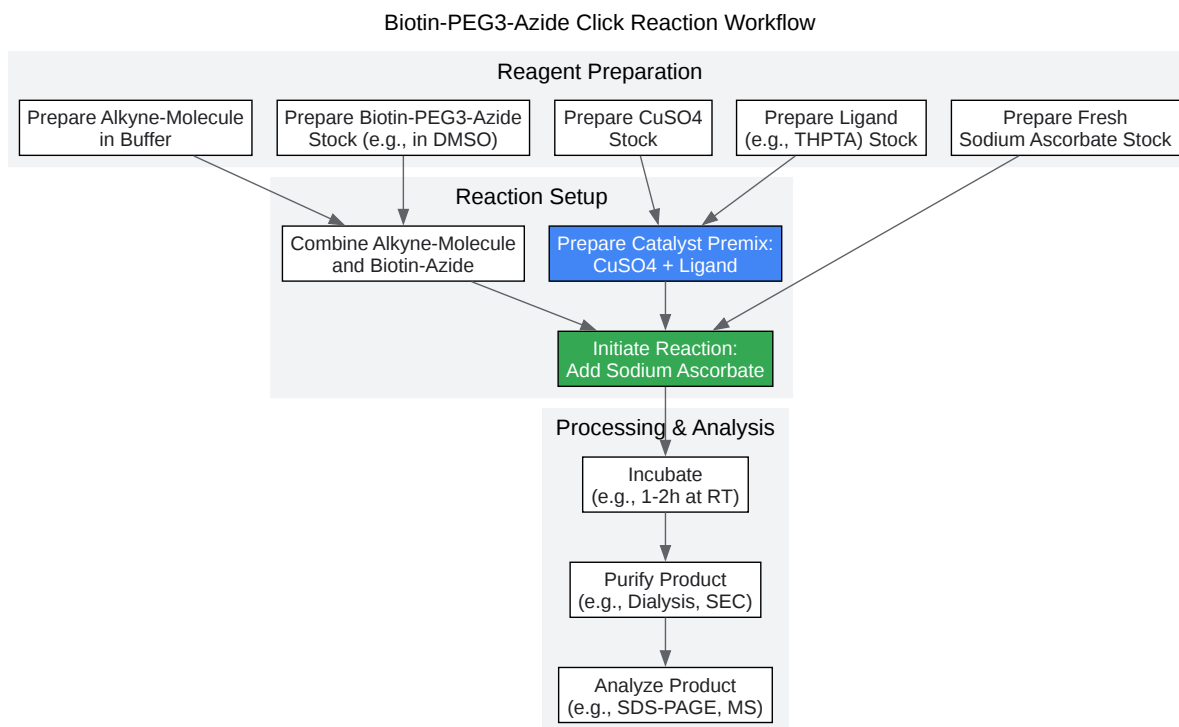 Biotin-PEG3-Azide Click Reaction Workflow
Reagent Preparation
Prepare Alkyne-Molecule
in Buffer
Prepare Biotin-PEG3-Azide
Stock (e.g., in DMSO)
Prepare CuSO4
Stock
Prepare Ligand
(e.g., THPTA) Stock
Prepare Fresh
Sodium Ascorbate Stock
Reaction Setup
Combine Alkyne-Molecule
and Biotin-Azide
Prepare Catalyst Premix:
CuSO4 + Ligand
Initiate Reaction:
Add Sodium Ascorbate
Processing & Analysis
Incubate
(e.g., 1-2h at RT)
Purify Product
(e.g., Dialysis, SEC)
Analyze Product
(e.g., SDS-PAGE, MS)